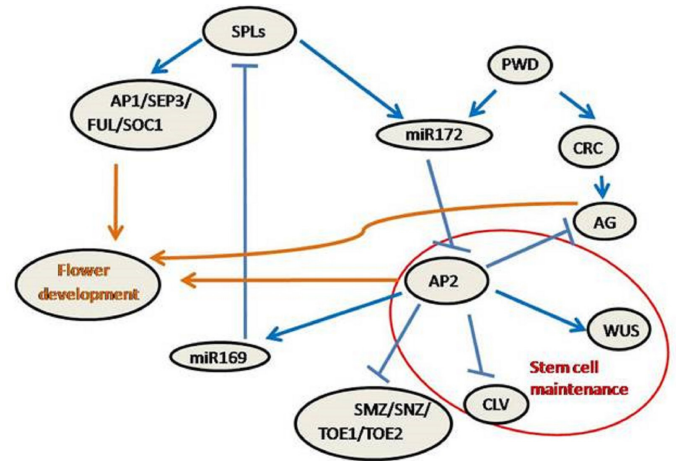 SPLs
PWD
AP1/SEP3/
FUL/SOC1
miR172
CRC
AG
Flower
development
AP2
WUS
miR169
Stem cell
maintenance
SMZ/SNZ/
TOE1/TOE2
CLV